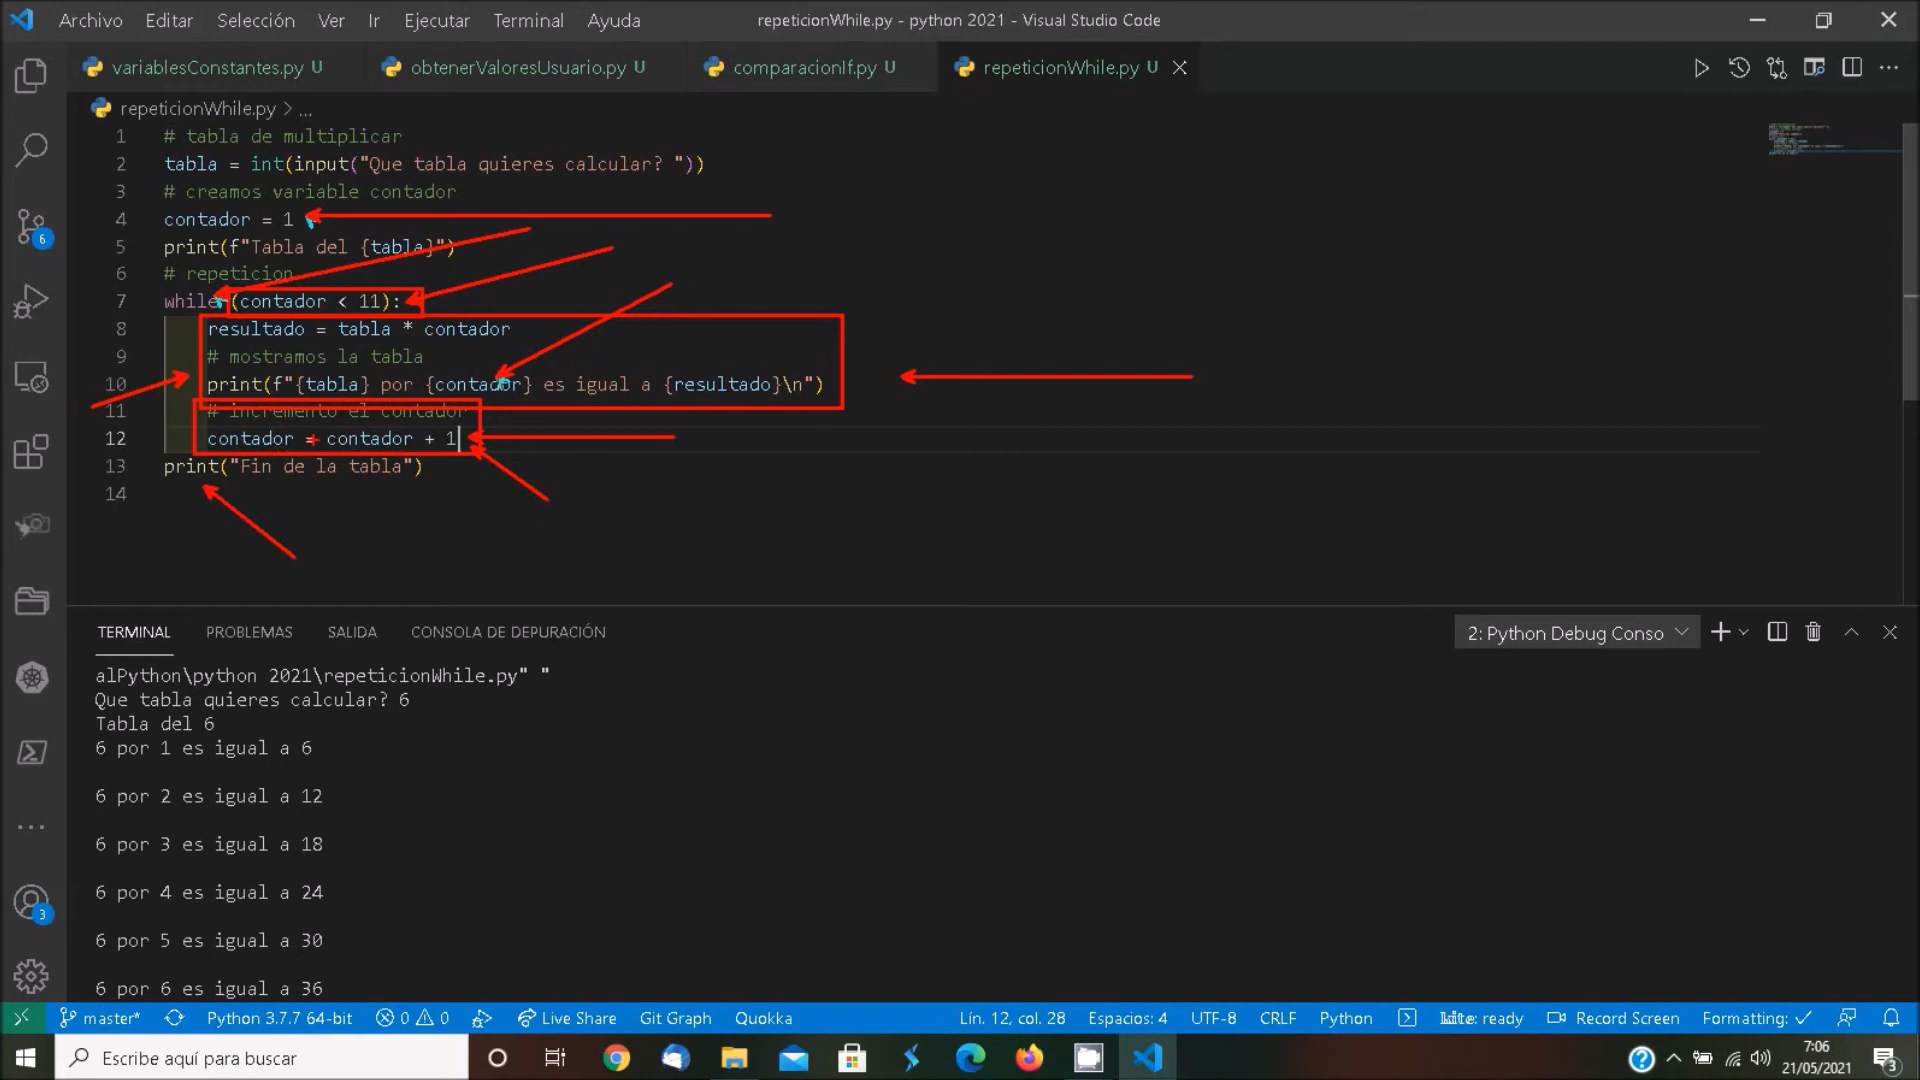 Archivo Editar Selección Ver Ir Ejecutar Terminal Ayuda repeticionWhile.py - python 2021 - Visual Studio Code
variablesConstantes.py U obtenerValoresUsuario.py U comparacionIf.py U repeticionWhile.py U
repeticionWhile.py > ...
1 # tabla de multiplicar
2 tabla = int(input("Que tabla quieres calcular? "))
3 # creamos variable contador
4 contador = 1
5 print(f"Tabla del {tabla}")
6 # repeticion
7 while (contador < 11):
8 resultado = tabla * contador
9 # mostramos la tabla
10 print(f"{tabla} por {contador} es igual a {resultado}\n")
11 # incremento el contador
12 contador = contador + 1
13 print("Fin de la tabla")
14
6
TERMINAL PROBLEMAS SALIDA CONSOLA DE DEPURACIÓN 2: Python Debug Conso
alPython\python 2021\repeticionWhile.py" "
Que tabla quieres calcular? 6
Tabla del 6
6 por 1 es igual a 6
6 por 2 es igual a 12
6 por 3 es igual a 18
6 por 4 es igual a 24
6 por 5 es igual a 30
6 por 6 es igual a 36
3
master* Python 3.7.7 64-bit 0 0 Live Share Git Graph Quokka Lín. 12, col. 28 Espacios: 4 UTF-8 CRLF Python kite: ready Record Screen Formatting: ✓
Escribe aquí para buscar
7:06
21/05/2021
3